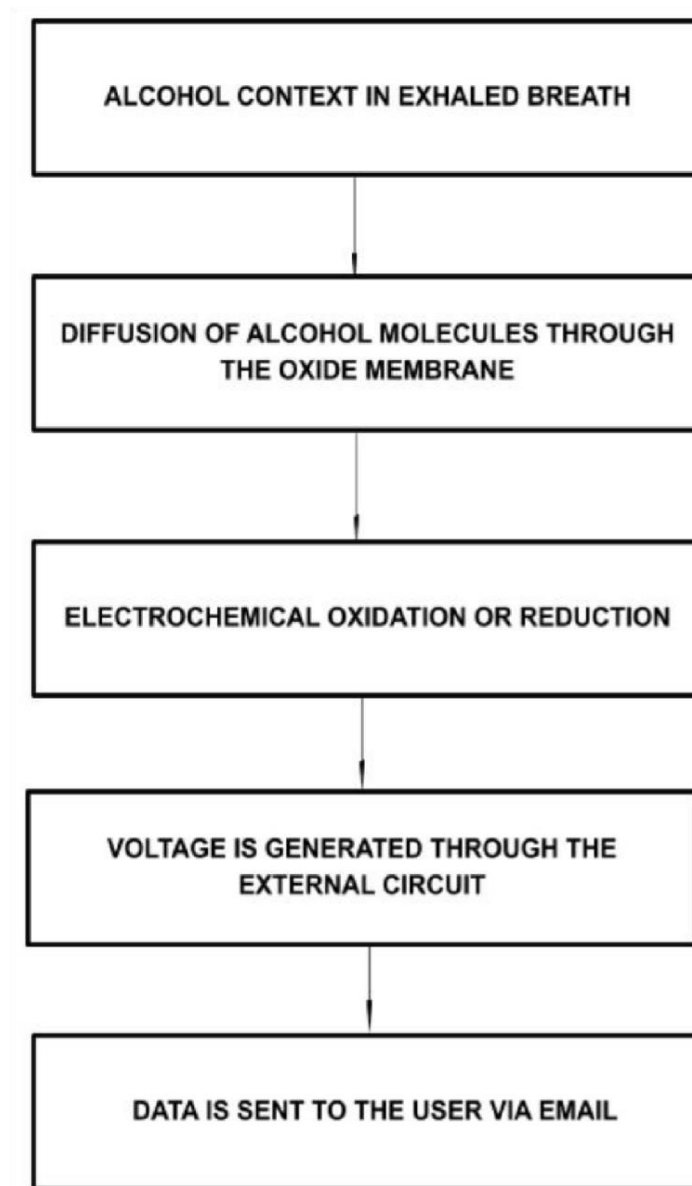 ALCOHOL CONTEXT IN EXHALED BREATH
DIFFUSION OF ALCOHOL MOLECULES THROUGH
THE OXIDE MEMBRANE
ELECTROCHEMICAL OXIDATION OR REDUCTION
VOLTAGE IS GENERATED THROUGH THE
EXTERNAL CIRCUIT
DATA IS SENT TO THE USER VIA EMAIL